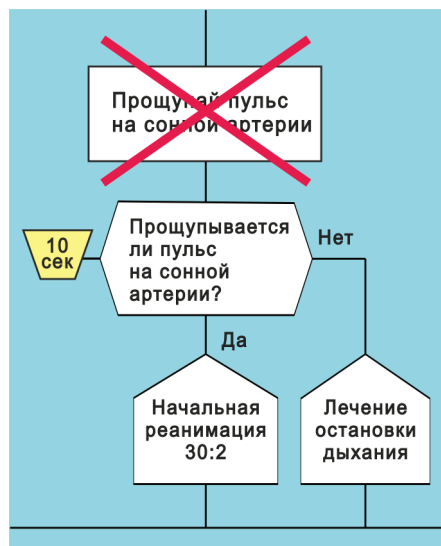 Прощупай пульс
на сонной артерии
Прощупывается
ли пульс
на сонной
артерии?
10
сек
Нет
Да
Начальная
реанимация
30:2
Лечение
остановки
дыхания